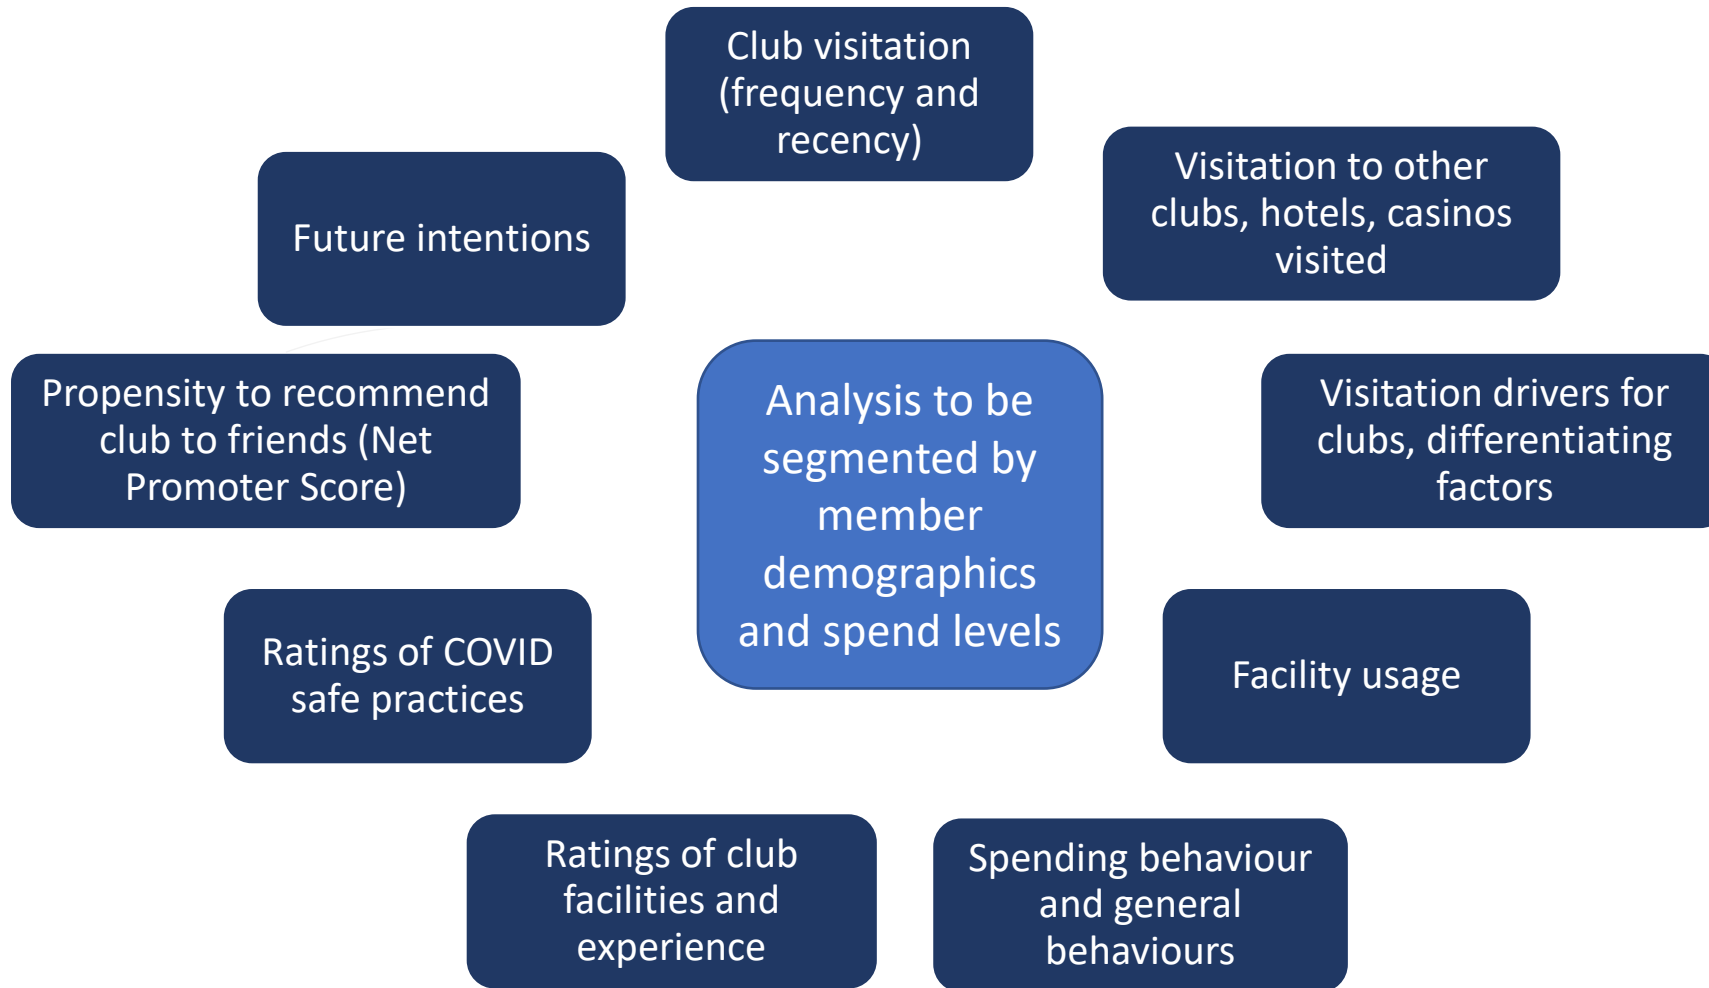 Club visitation
(frequency and
recency)
Visitation to other
clubs, hotels, casinos
visited
Visitation drivers for
clubs, differentiating
factors
Facility usage
Spending behaviour
and general
behaviours
Ratings of club
facilities and
experience
Ratings of COVID
safe practices
Propensity to recommend
club to friends (Net
Promoter Score)
Future intentions
Analysis to be
segmented by
member
demographics
and spend levels